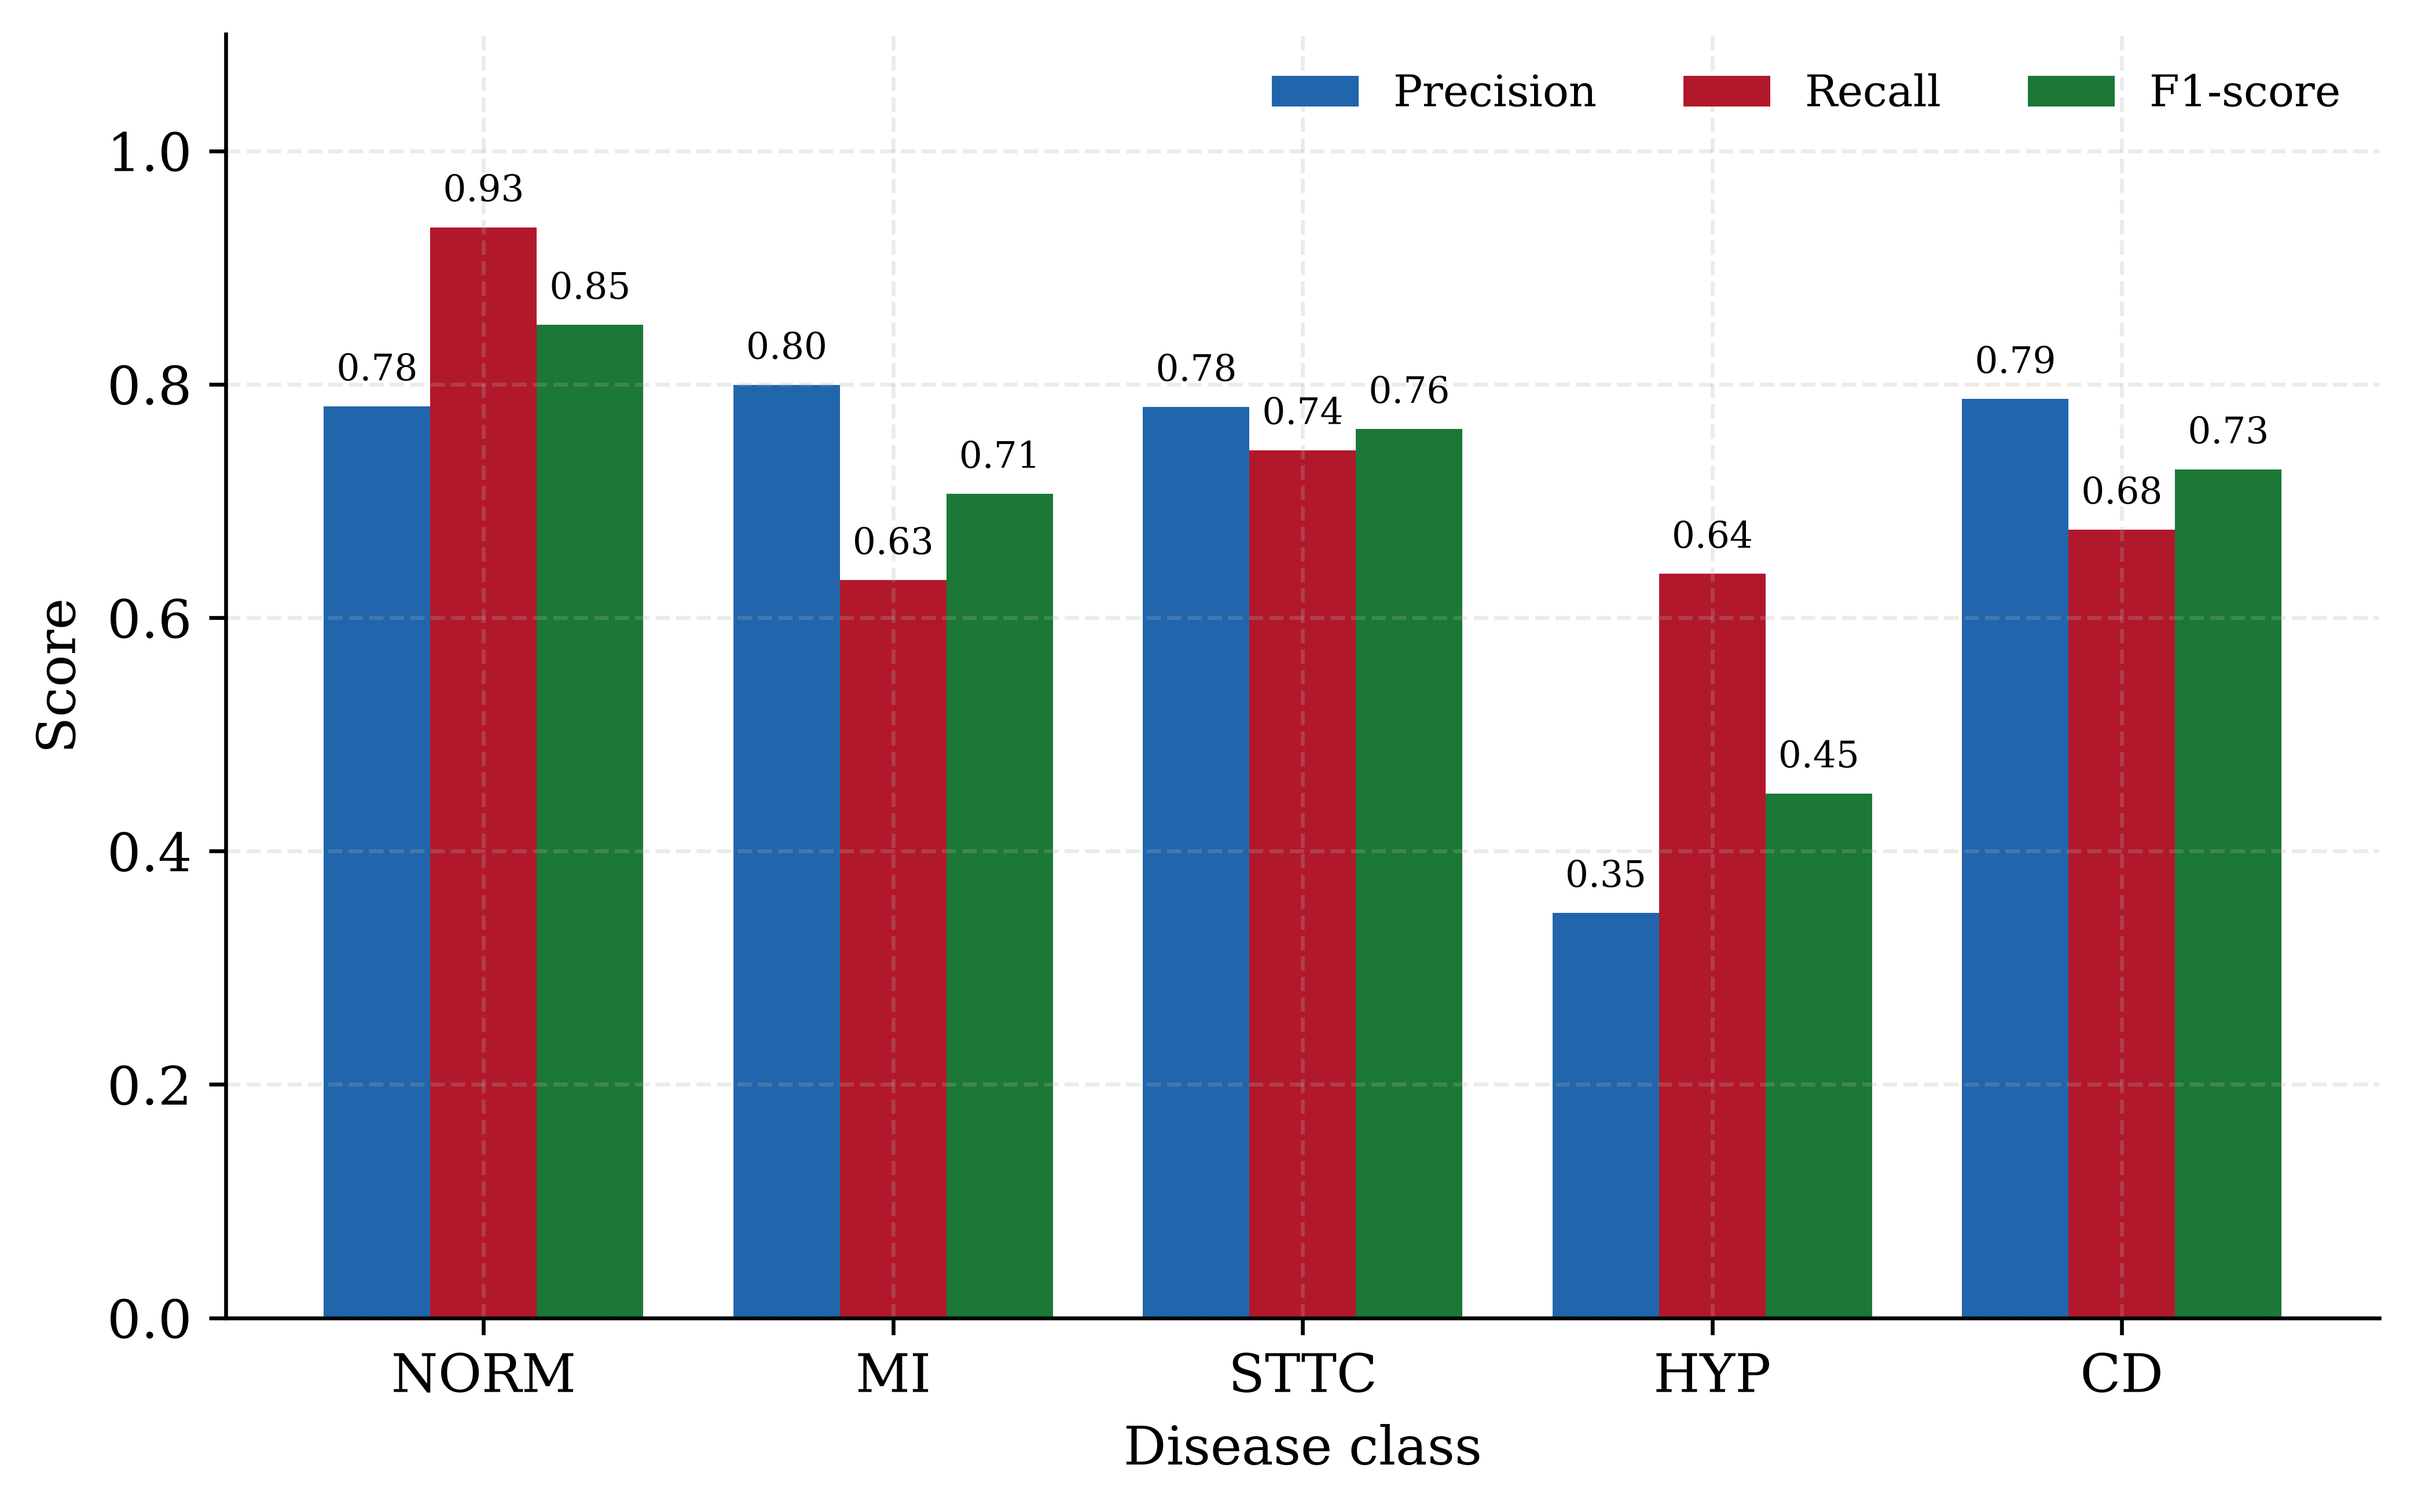 Precision Recall F1-score
1.0
0.8
0.6
0.4
0.2
0.0
Score
0.78 0.93 0.85
0.80 0.63 0.71
0.78 0.74 0.76
0.35 0.64 0.45
0.79 0.68 0.73
NORM MI STTC HYP CD
Disease class